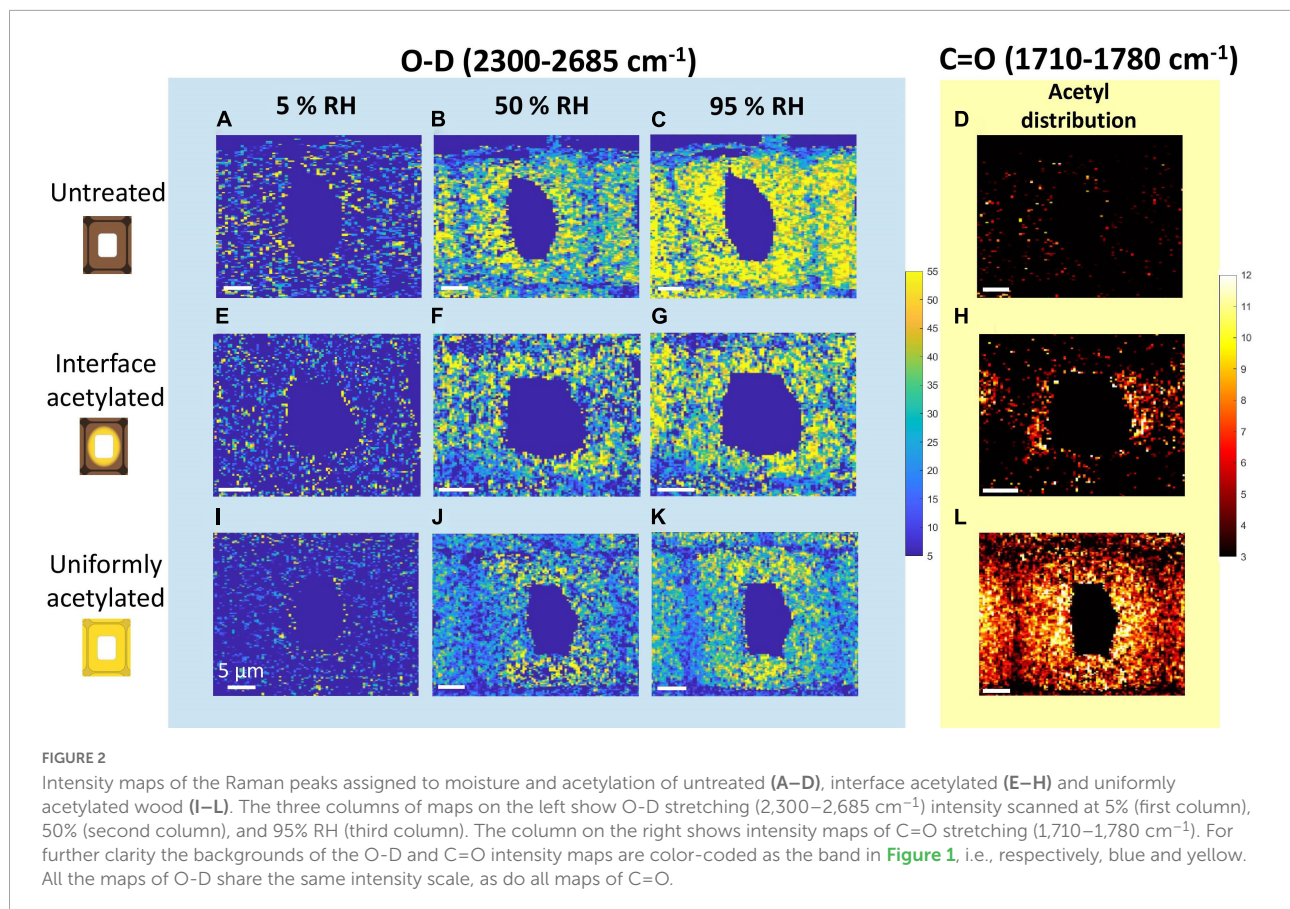 O-D (2300-2685 cm⁻¹)
C=O (1710-1780 cm⁻¹)
5 % RH
50 % RH
95 % RH
Acetyl
distribution
A
B
C
D
Untreated
E
F
G
H
Interface
acetylated
I
J
K
L
Uniformly
acetylated
5 μm
55
50
45
40
35
30
25
20
15
10
5
12
11
10
9
8
7
6
5
4
3
FIGURE 2
Intensity maps of the Raman peaks assigned to moisture and acetylation of untreated (A–D), interface acetylated (E–H) and uniformly
acetylated wood (I–L). The three columns of maps on the left show O-D stretching (2,300–2,685 cm⁻¹) intensity scanned at 5% (first column),
50% (second column), and 95% RH (third column). The column on the right shows intensity maps of C=O stretching (1,710–1,780 cm⁻¹). For
further clarity the backgrounds of the O-D and C=O intensity maps are color-coded as the band in Figure 1, i.e., respectively, blue and yellow.
All the maps of O-D share the same intensity scale, as do all maps of C=O.